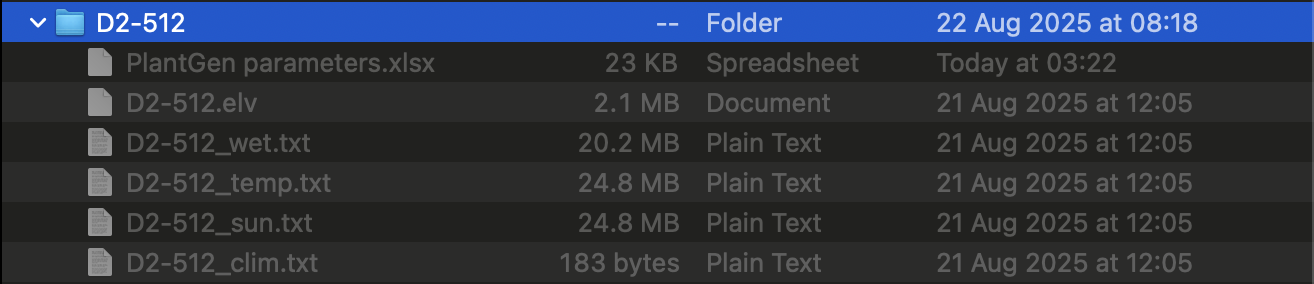 D2-512 -- Folder 22 Aug 2025 at 08:18
PlantGen parameters.xlsx 23 KB Spreadsheet Today at 03:22
D2-512.elv 2.1 MB Document 21 Aug 2025 at 12:05
D2-512_wet.txt 20.2 MB Plain Text 21 Aug 2025 at 12:05
D2-512_temp.txt 24.8 MB Plain Text 21 Aug 2025 at 12:05
D2-512_sun.txt 24.8 MB Plain Text 21 Aug 2025 at 12:05
D2-512_clim.txt 183 bytes Plain Text 21 Aug 2025 at 12:05